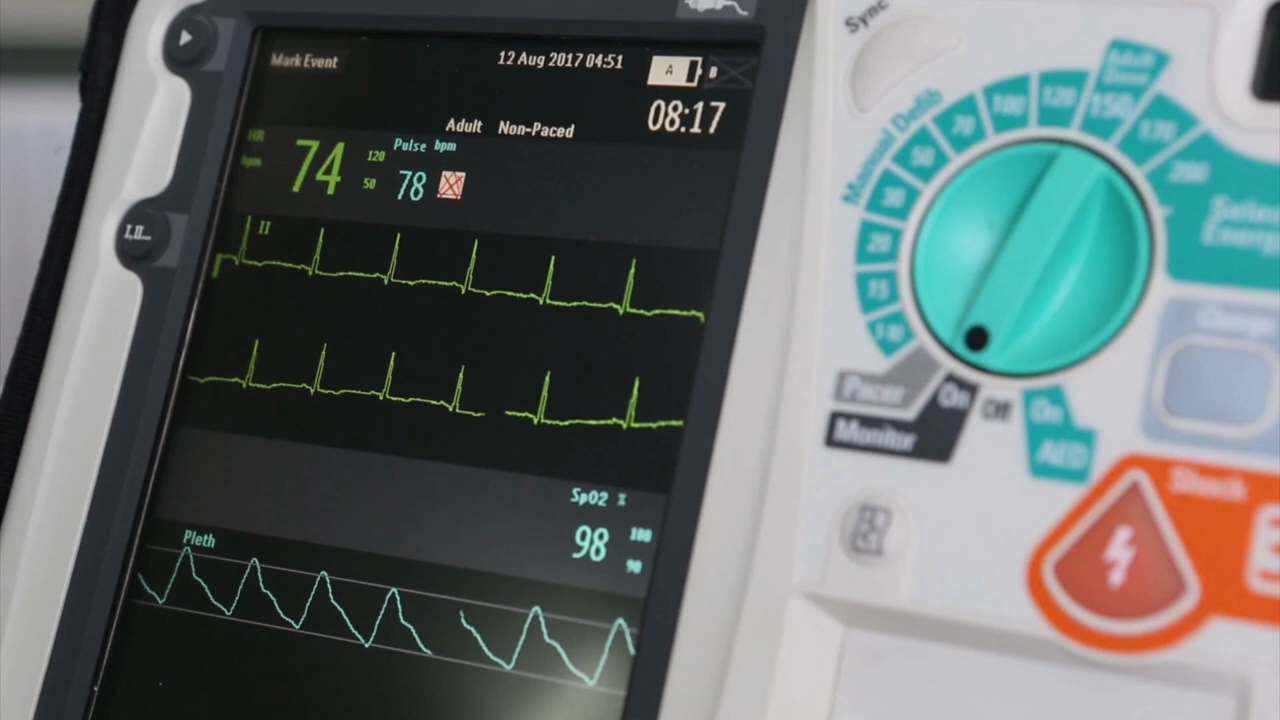 Mark Event
12 Aug 2017 04:51
A
B
08:17
Adult Non-Paced
HR
bpm
74
120
50
Pulse bpm
78
II
I,II...
SpO2 %
98
100
90
Pleth
Sync
Manual Defib
10
15
20
30
50
70
100
120
Adult Dose
150
170
200
Select Energy
Pacer
Monitor
On
Off
On
AED
Charge
Shock
3